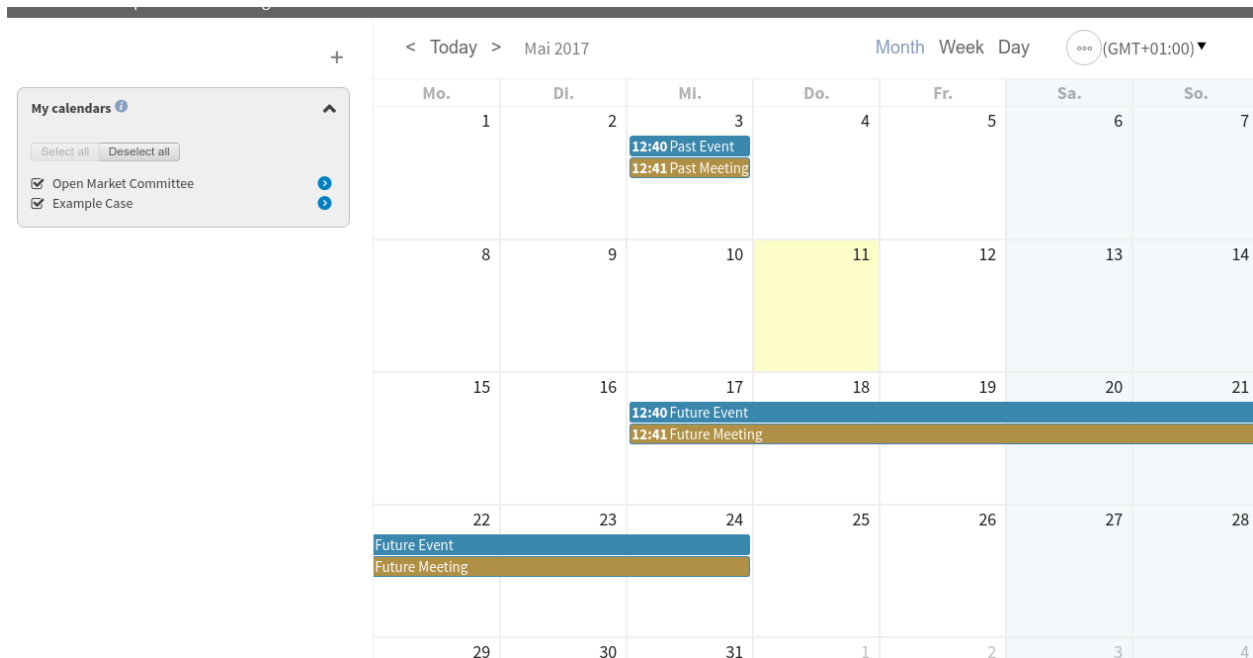 +
< Today > Mai 2017 Month Week Day (GMT+01:00)
My calendars i
Select all Deselect all
Open Market Committee
Example Case
Mo. Di. Mi. Do. Fr. Sa. So.
1 2 3 4 5 6 7
12:40 Past Event
12:41 Past Meeting
8 9 10 11 12 13 14
15 16 17 18 19 20 21
12:40 Future Event
12:41 Future Meeting
22 23 24 25 26 27 28
Future Event
Future Meeting
29 30 31 1 2 3 4